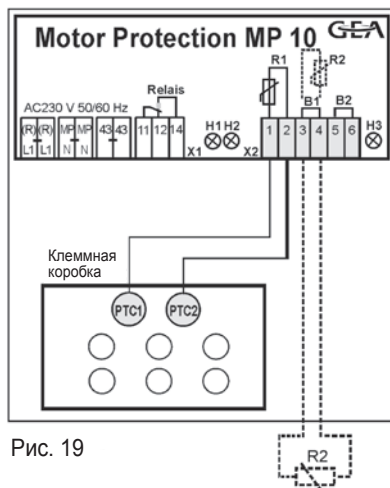 Motor Protection MP 10 GEA
R1 R2
Relais
B1 B2
AC230 V 50/60 Hz
(R) (R) MP MP 43 43 11 12 14 H1 H2 1 2 3 4 5 6 H3
L1 L1 N N X1 X2
Клеммная
коробка
PTC1 PTC2
Рис. 19
R2